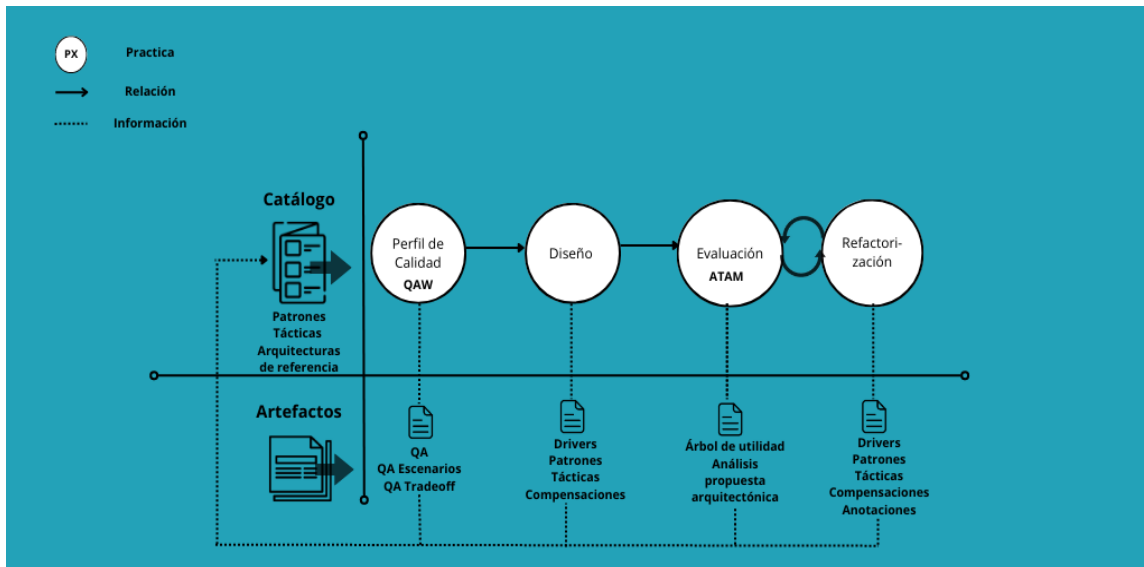 PX
Practica
Relación
Información
Catálogo
Patrones
Tácticas
Arquitecturas
de referencia
Perfil de
Calidad
QAW
Diseño
Evaluación
ATAM
Refactori-
zación
Artefactos
QA
QA Escenarios
QA Tradeoff
Drivers
Patrones
Tácticas
Compensaciones
Árbol de utilidad
Análisis
propuesta
arquitectónica
Drivers
Patrones
Tácticas
Compensaciones
Anotaciones